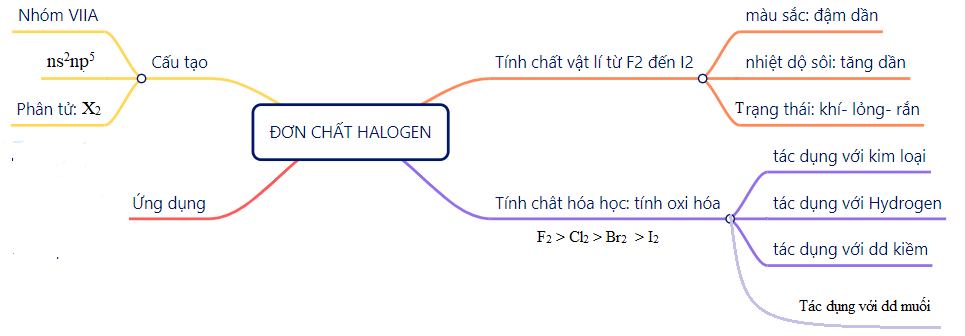 Nhóm VIIA
ns²np⁵
Phân tử: X₂
Cấu tạo
Ứng dụng
ĐƠN CHẤT HALOGEN
Tính chất vật lí từ F2 đến I2
màu sắc: đậm dần
nhiệt dộ sôi: tăng dần
Trạng thái: khí- lỏng- rắn
Tính chât hóa học: tính oxi hóa
F₂ > Cl₂ > Br₂ > I₂
tác dụng với kim loại
tác dụng với Hydrogen
tác dụng với dd kiềm
Tác dụng với dd muối